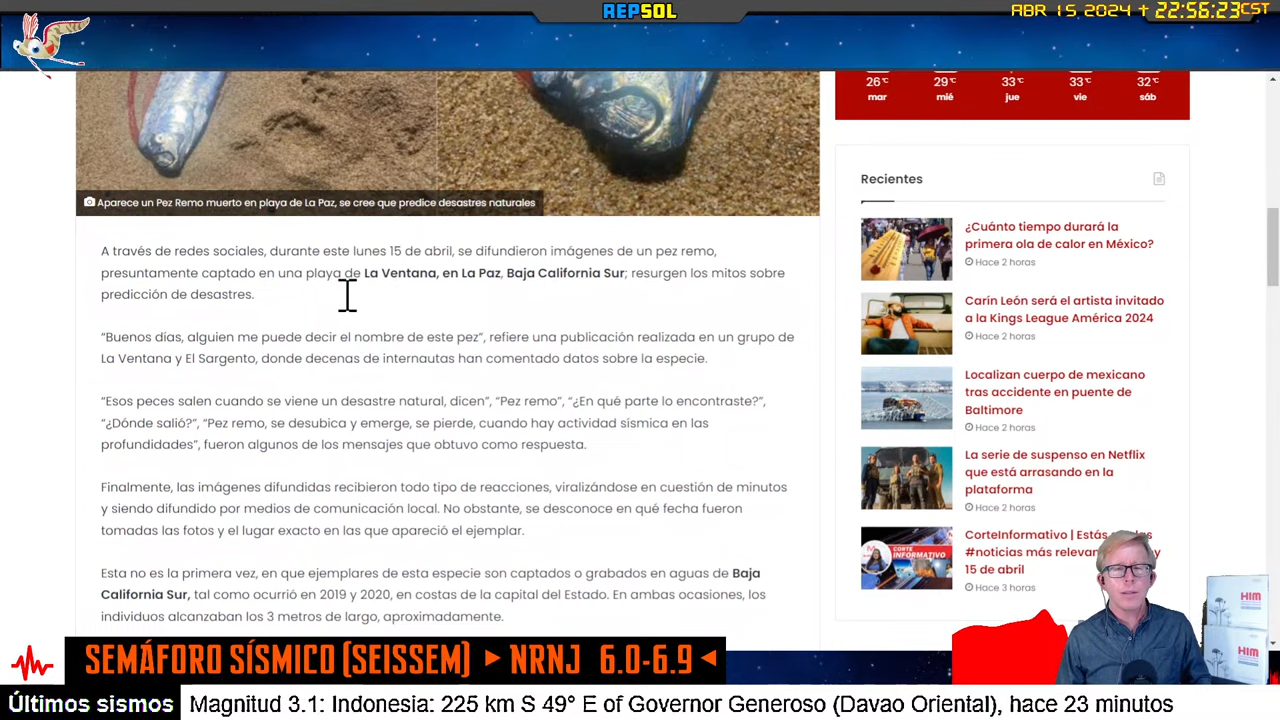 REPSOL
ABR 15, 2024 † 22:56:23 CST
26°C 29°C 33°C 33°C 32°C
mar mié jue vie sáb
Aparece un Pez Remo muerto en playa de La Paz, se cree que predice desastres naturales
A través de redes sociales, durante este lunes 15 de abril, se difundieron imágenes de un pez remo,
presuntamente captado en una playa de La Ventana, en La Paz, Baja California Sur; resurgen los mitos sobre
predicción de desastres.
“Buenos días, alguien me puede decir el nombre de este pez”, refiere una publicación realizada en un grupo de
La Ventana y El Sargento, donde decenas de internautas han comentado datos sobre la especie.
“Esos peces salen cuando se viene un desastre natural, dicen”, “Pez remo”, “¿En qué parte lo encontraste?”,
“¿Dónde salió?”, “Pez remo, se desubica y emerge, se pierde, cuando hay actividad sísmica en las
profundidades”, fueron algunos de los mensajes que obtuvo como respuesta.
Finalmente, las imágenes difundidas recibieron todo tipo de reacciones, viralizándose en cuestión de minutos
y siendo difundido por medios de comunicación local. No obstante, se desconoce en qué fecha fueron
tomadas las fotos y el lugar exacto en las que apareció el ejemplar.
Esta no es la primera vez, en que ejemplares de esta especie son captados o grabados en aguas de Baja
California Sur, tal como ocurrió en 2019 y 2020, en costas de la capital del Estado. En ambas ocasiones, los
individuos alcanzaban los 3 metros de largo, aproximadamente.
Recientes
¿Cuánto tiempo durará la
primera ola de calor en México?
Hace 2 horas
Carín León será el artista invitado
a la Kings League América 2024
Hace 2 horas
Localizan cuerpo de mexicano
tras accidente en puente de
Baltimore
Hace 2 horas
La serie de suspenso en Netflix
que está arrasando en la
plataforma
Hace 2 horas
CorteInformativo | Estás
#noticias más relevan y
15 de abril
Hace 3 horas
CORTE
INFORMATIVO
HIM
HIM
SEMÁFORO SÍSMICO (SEISSEM) ► NRNJ 6.0-6.9 ◄
Últimos sismos Magnitud 3.1: Indonesia: 225 km S 49° E of Governor Generoso (Davao Oriental), hace 23 minutos